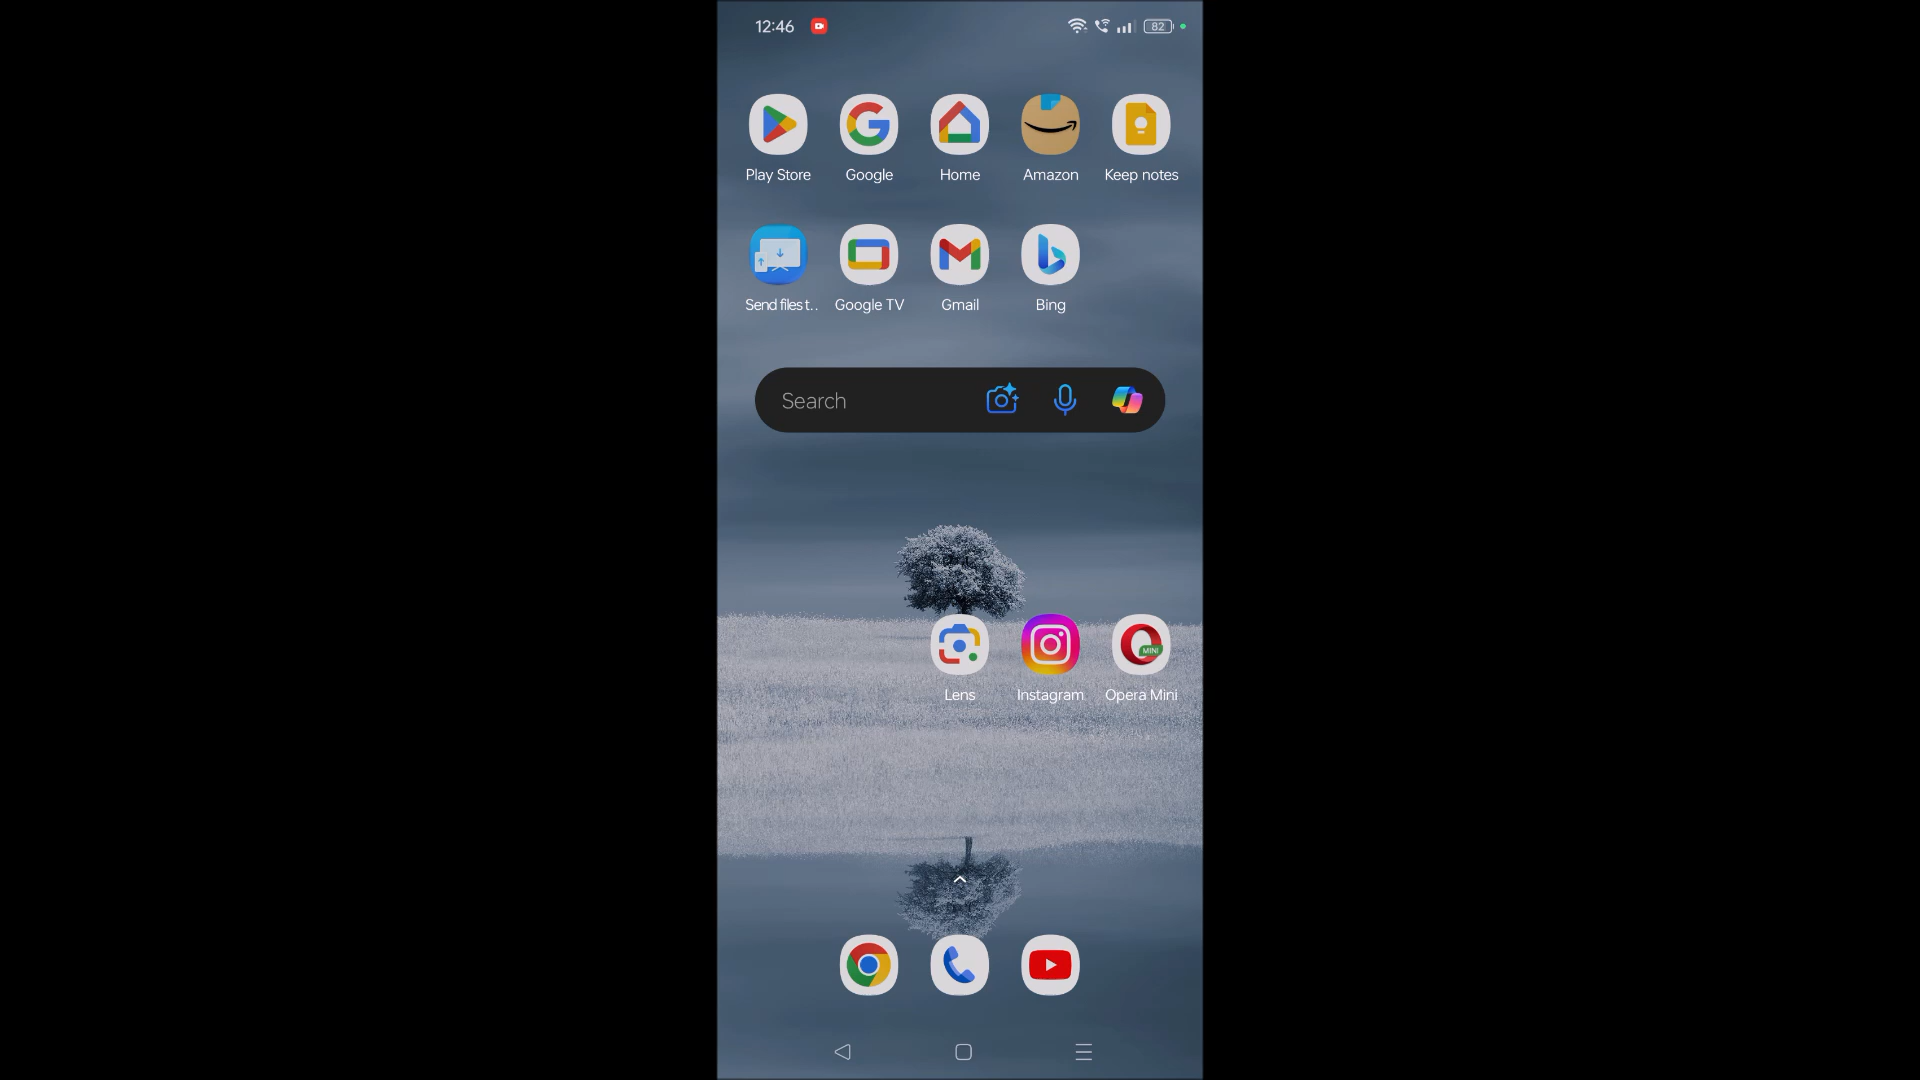 12:46
82
Play Store
Google
Home
Amazon
Keep notes
Send files t..
Google TV
Gmail
Bing
Search
MINI
Lens
Instagram
Opera Mini